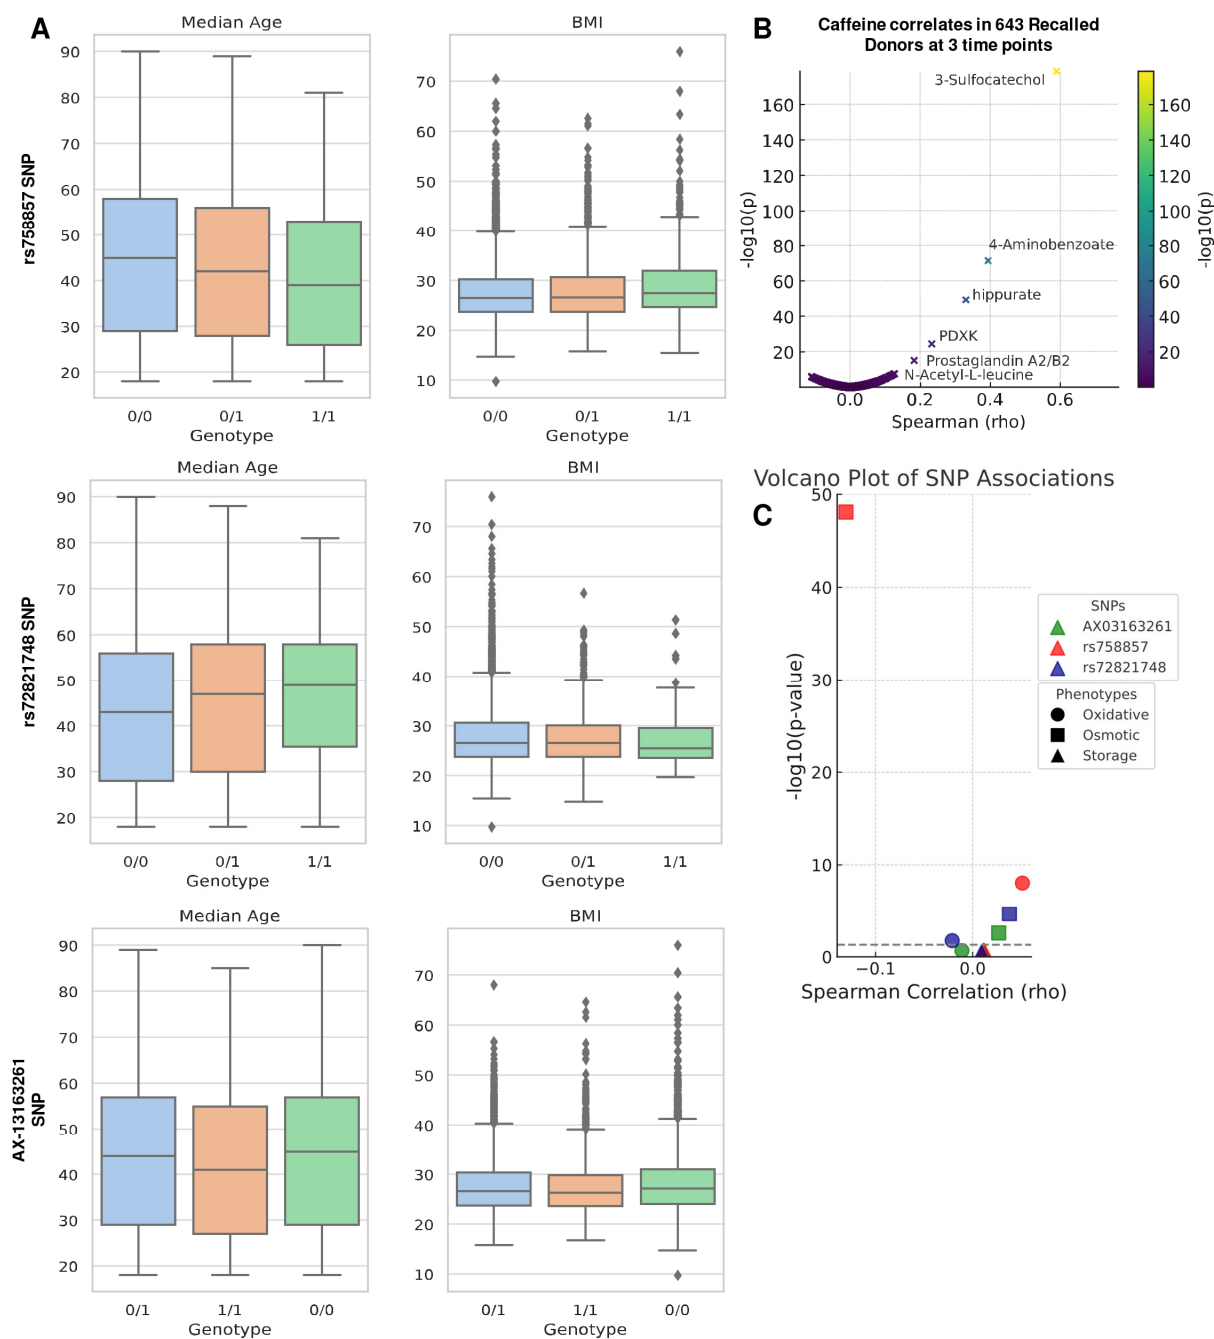 A
Median Age
BMI
rs758857 SNP
90
80
70
60
50
40
30
20
0/0
0/1
1/1
Genotype
70
60
50
40
30
20
10
0/0
0/1
1/1
Genotype
B
Caffeine correlates in 643 Recalled
Donors at 3 time points
-log10(p)
160
140
120
100
80
60
40
20
3-Sulfocatechol
4-Aminobenzoate
hippurate
PDXK
Prostaglandin A2/B2
N-Acetyl-L-leucine
0.0
0.2
0.4
0.6
Spearman (rho)
160
140
120
100
80
60
40
20
-log10(p)
Median Age
BMI
rs72821748 SNP
90
80
70
60
50
40
30
20
0/0
0/1
1/1
Genotype
70
60
50
40
30
20
10
0/0
0/1
1/1
Genotype
Volcano Plot of SNP Associations
C
-log10(p-value)
50
40
30
20
10
0
−0.1
0.0
Spearman Correlation (rho)
SNPs
AX03163261
rs758857
rs72821748
Phenotypes
Oxidative
Osmotic
Storage
Median Age
BMI
AX-13163261
SNP
90
80
70
60
50
40
30
20
0/1
1/1
0/0
Genotype
70
60
50
40
30
20
10
0/1
1/1
0/0
Genotype